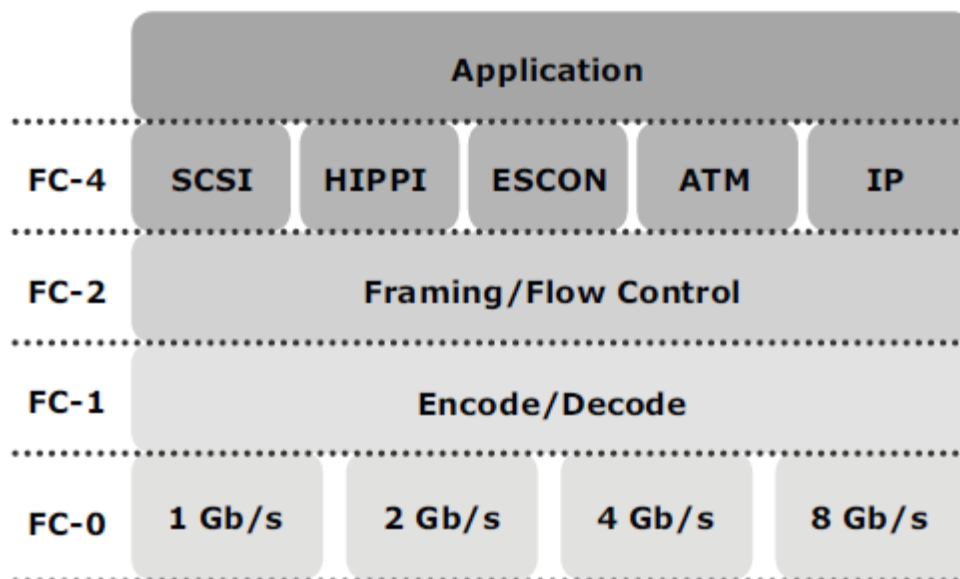 Application
FC-4 SCSI HIPPI ESCON ATM IP
FC-2 Framing/Flow Control
FC-1 Encode/Decode
FC-0 1 Gb/s 2 Gb/s 4 Gb/s 8 Gb/s